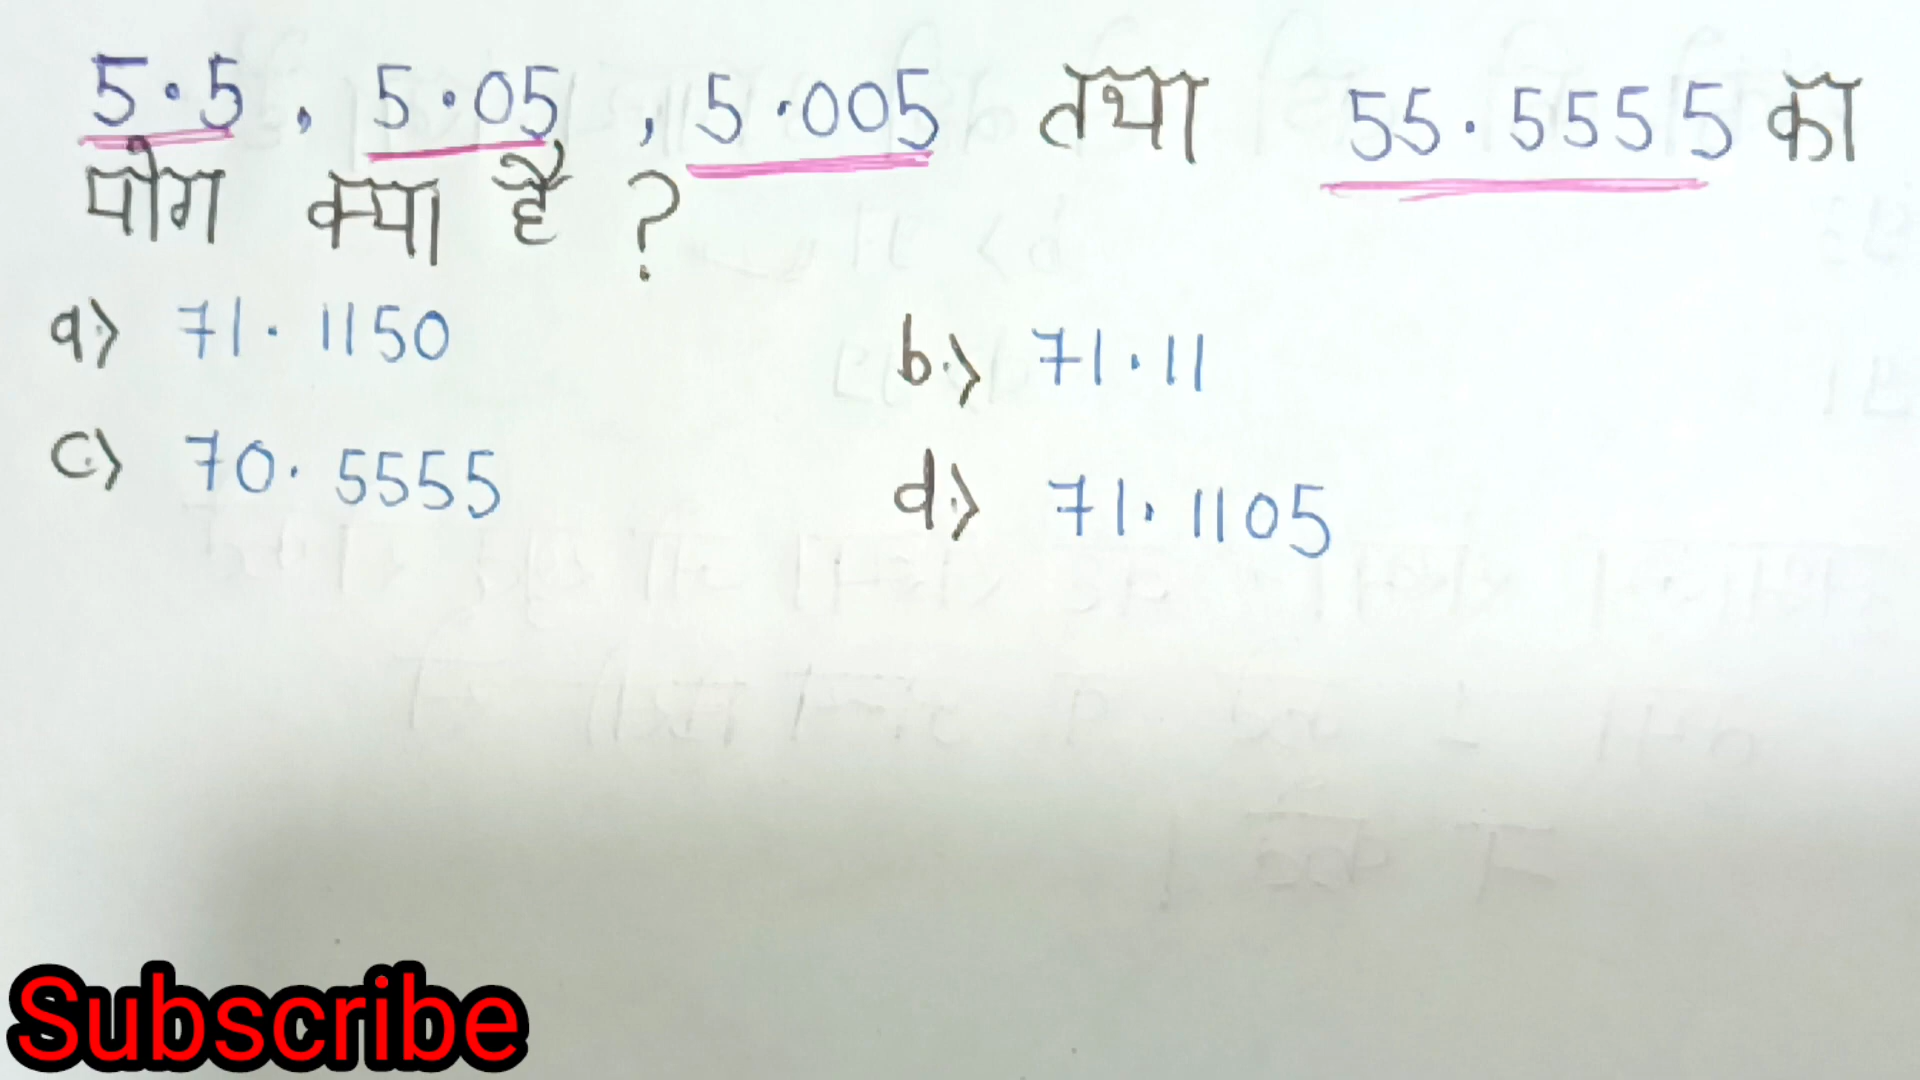 5.5, 5.05, 5.005 तथा 55.5555 का
योग क्या है ?
a.) 71.1150
b.) 71.11
c.) 70.5555
d.) 71.1105
Subscribe